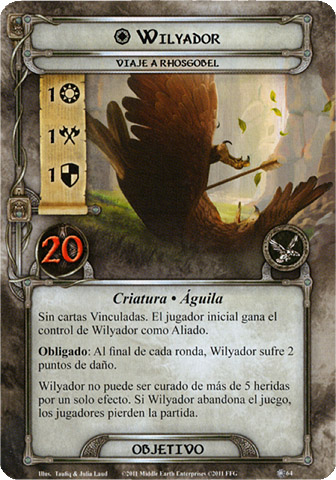 Wilyador
VIAJE A RHOSGOBEL
1
1
1
20
Criatura • Águila
Sin cartas Vinculadas. El jugador inicial gana el
control de Wilyador como Aliado.
Obligado: Al final de cada ronda, Wilyador sufre 2
puntos de daño.
Wilyador no puede ser curado de más de 5 heridas
por un solo efecto. Si Wilyador abandona el juego,
los jugadores pierden la partida.
OBJETIVO
Illus. Taufiq & Julia Laud ©2011 Middle Earth Enterprises ©2011 FFG 64